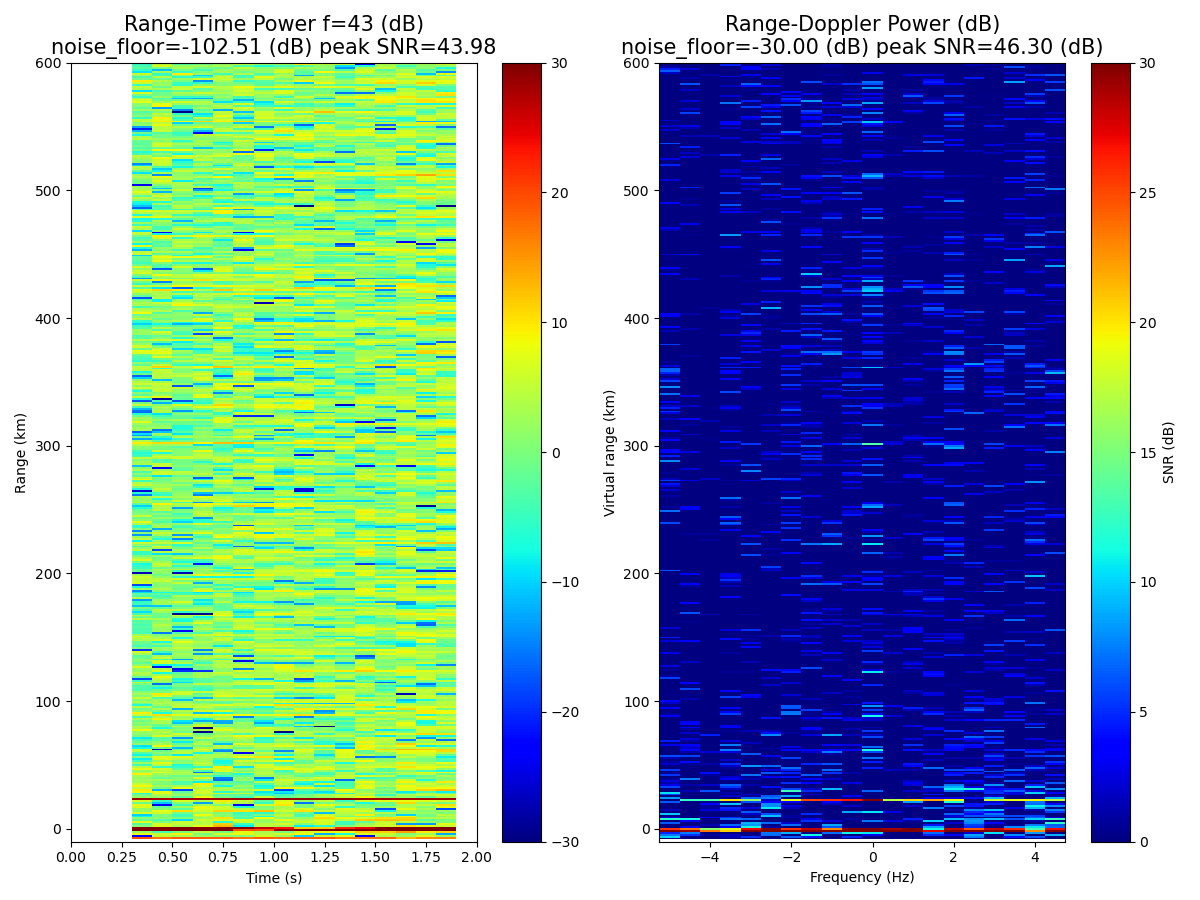 Range-Time Power f=43 (dB)
noise_floor=-102.51 (dB) peak SNR=43.98
600
500
400
300
200
100
0
Range (km)
0.00 0.25 0.50 0.75 1.00 1.25 1.50 1.75 2.00
Time (s)
30
20
10
0
−10
−20
−30
Range-Doppler Power (dB)
noise_floor=-30.00 (dB) peak SNR=46.30 (dB)
600
500
400
300
200
100
0
Virtual range (km)
−4 −2 0 2 4
Frequency (Hz)
30
25
20
15
10
5
0
SNR (dB)